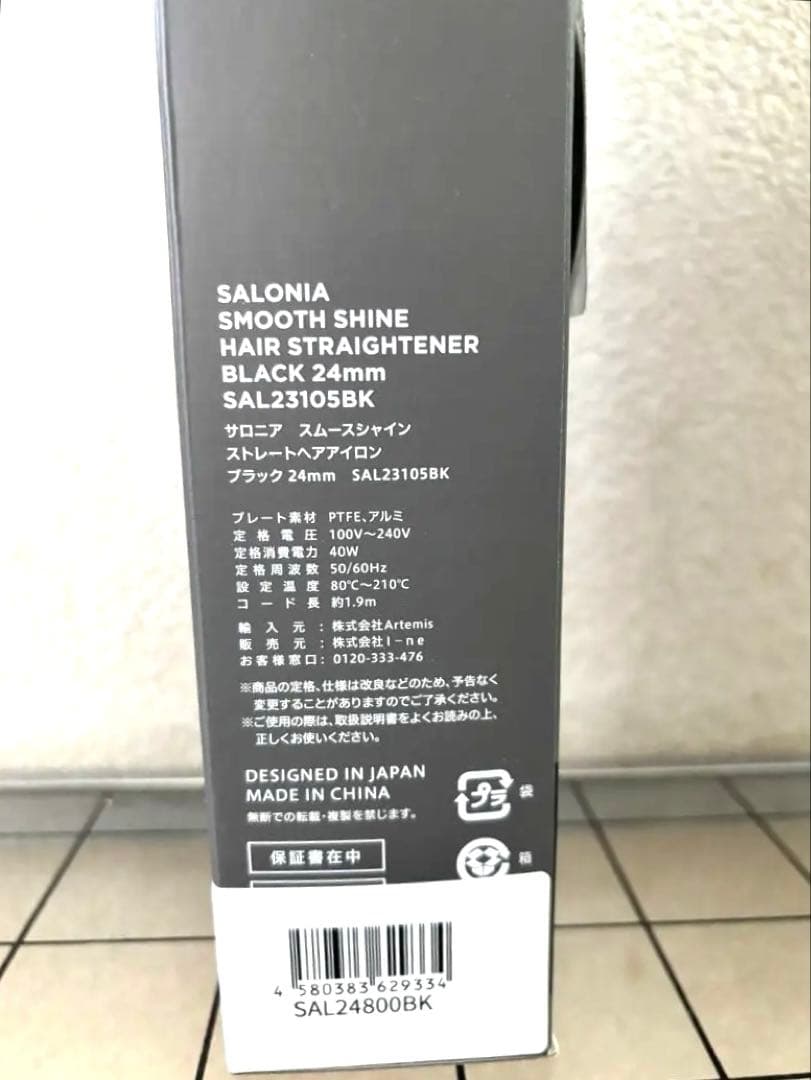 SALONIA
SMOOTH SHINE
HAIR STRAIGHTENER
BLACK 24mm
SAL23105BK
サロニア スムースシャイン
ストレートヘアアイロン
ブラック 24mm SAL23105BK
プレート素材 PTFE、アルミ
定格電圧 100V〜240V
定格消費電力 40W
定格周波数 50/60Hz
設定温度 80℃〜210℃
コード長 約1.9m
輸入元:株式会社Artemis
販売元:株式会社I-ne
お客様窓口:0120-333-476
※商品の定格、仕様は改良などのため、予告なく
変更することがありますのでご了承ください。
※ご使用の際は、取扱説明書をよくお読みの上、
正しくお使いください。
DESIGNED IN JAPAN
MADE IN CHINA
無断での転載・複製を禁じます。
プラ 袋
保証書在中
箱
4 580383 629334
SAL24800BK